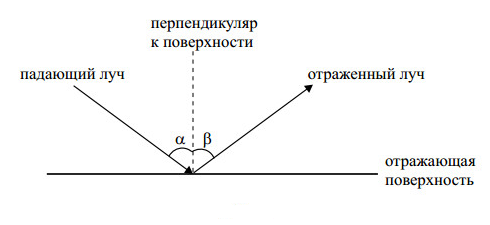 перпендикуляр
к поверхности
падающий луч
отраженный луч
α
β
отражающая
поверхность